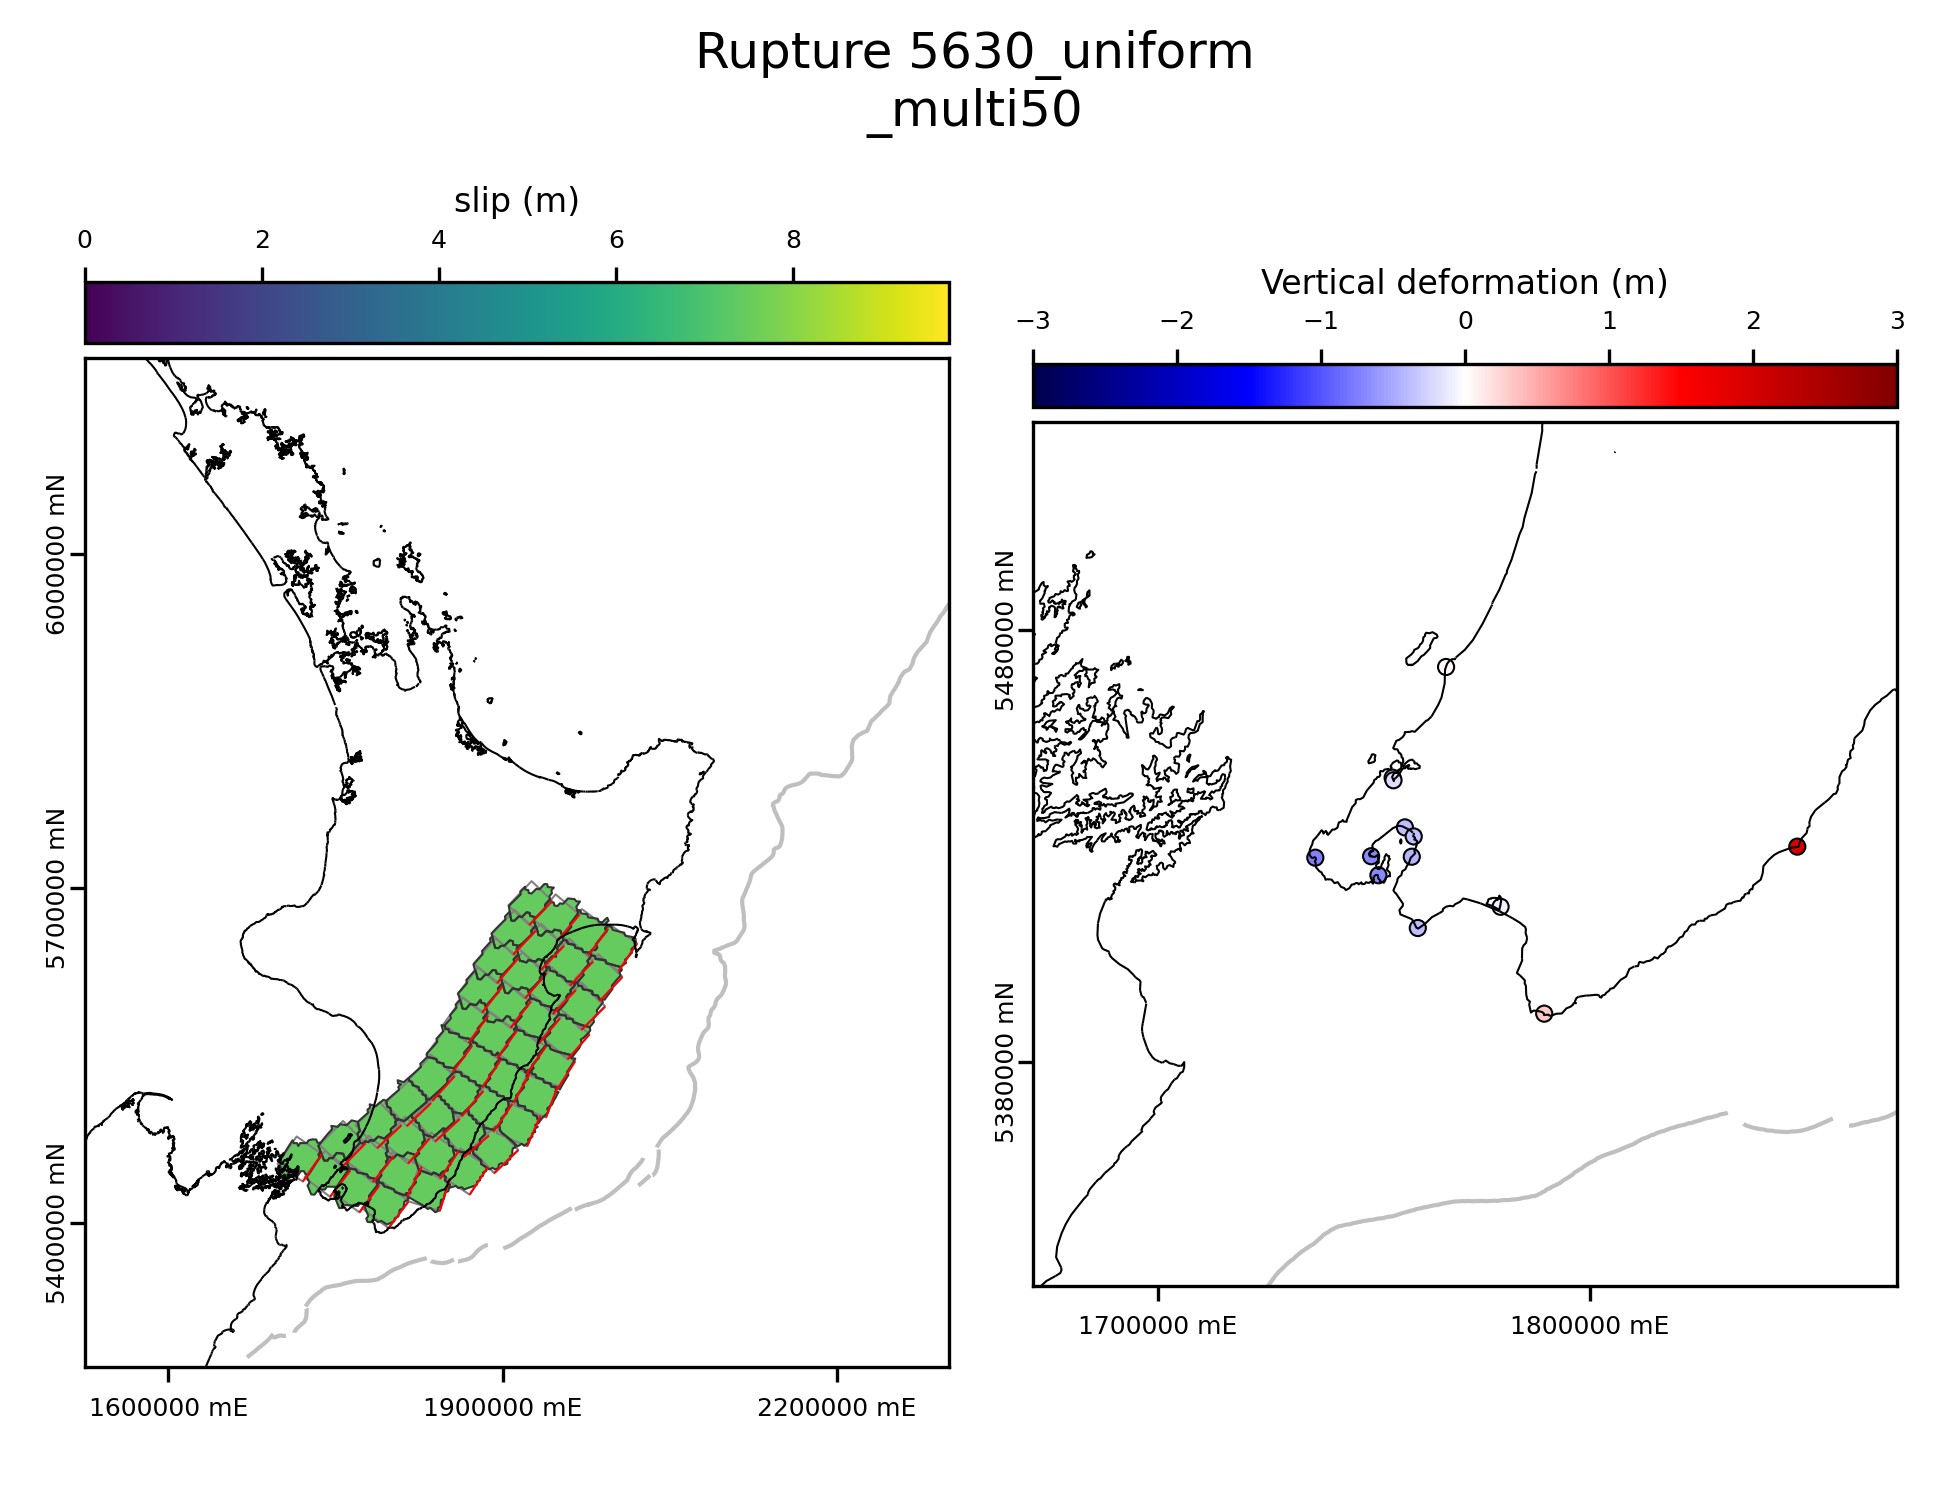 Rupture 5630_uniform
_multi50
slip (m)
0 2 4 6 8
Vertical deformation (m)
−3 −2 −1 0 1 2 3
6000000 mN
5700000 mN
5400000 mN
1600000 mE 1900000 mE 2200000 mE
5480000 mN
5380000 mN
1700000 mE 1800000 mE